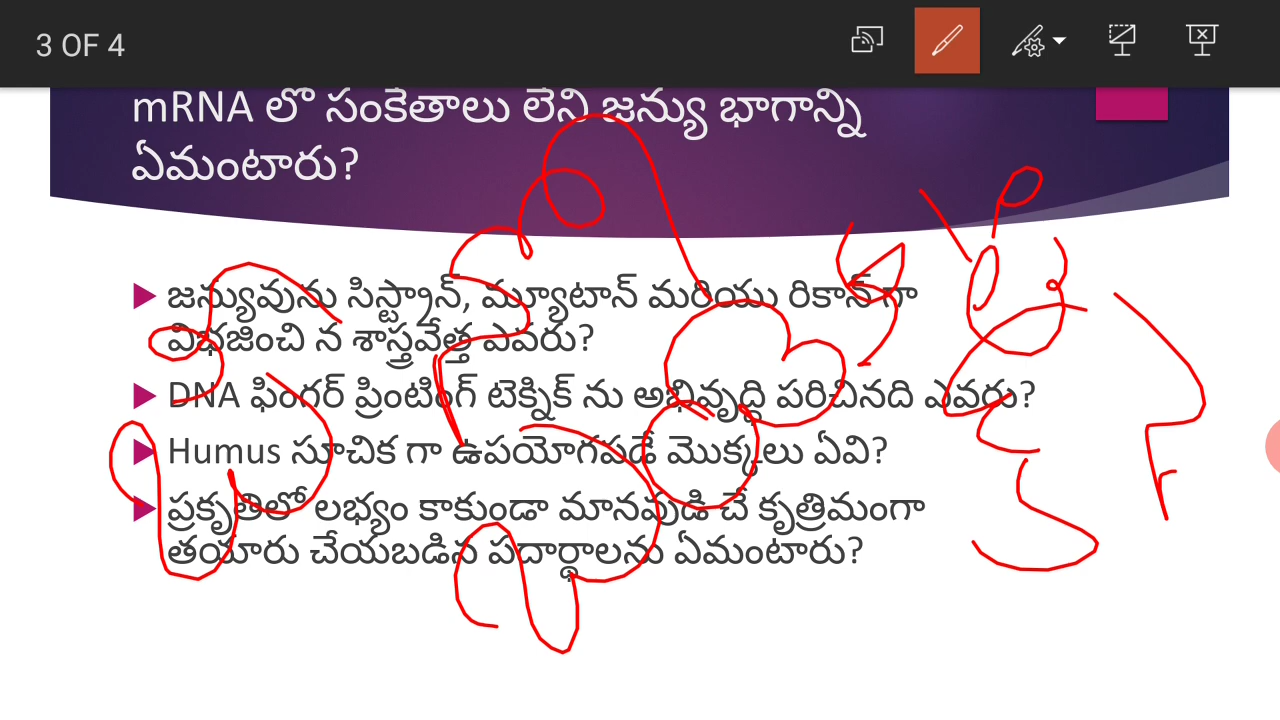 3 OF 4
mRNA లో సంకేతాలు లేని జన్యు భాగాన్ని
ఏమంటారు?
జన్యువును సిస్ట్రాన్, మ్యూటాన్ మరియు రికాన్ గా
విభజించి న శాస్త్రవేత్త ఎవరు?
DNA ఫింగర్ ప్రింటింగ్ టెక్నిక్ ను అభివృద్ధి పరిచినది ఎవరు?
Humus సూచిక గా ఉపయోగపడే మొక్కలు ఏవి?
ప్రకృతిలో లభ్యం కాకుండా మానవుడి చే కృత్రిమంగా
తయారు చేయబడిన పదార్థాలను ఏమంటారు?